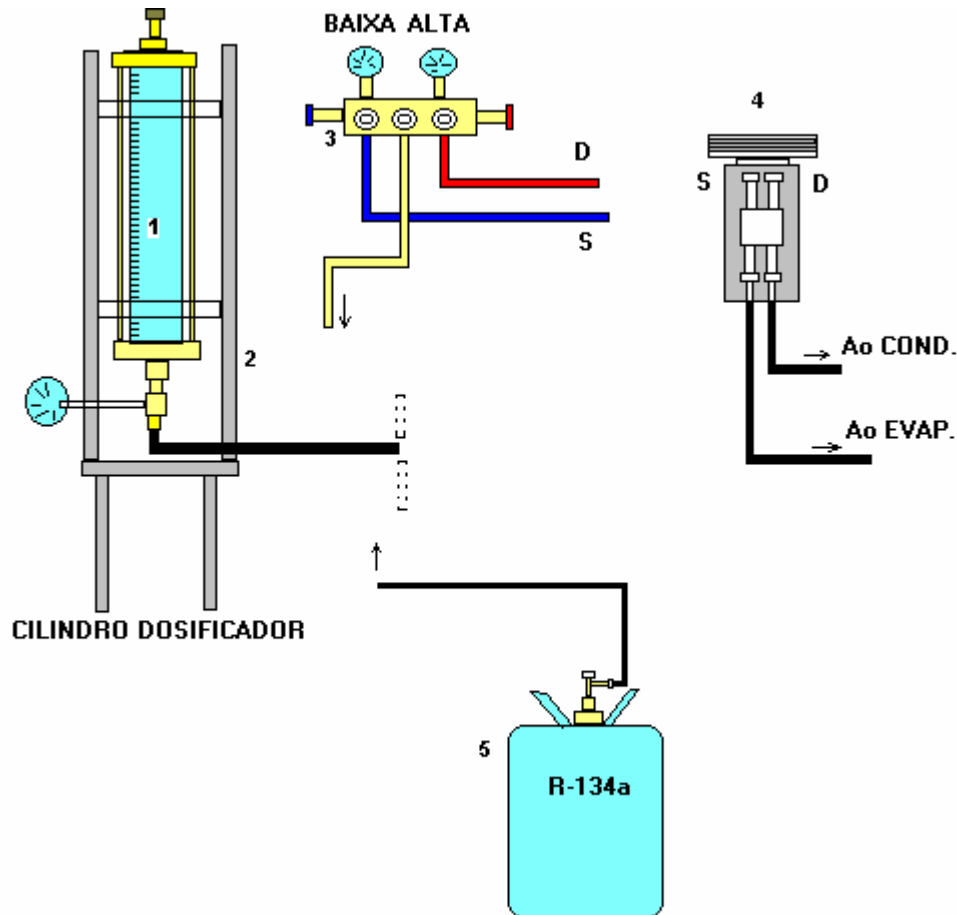 BAIXA ALTA
4
3
D
S
D
1
S
2
Ao COND.
Ao EVAP.
CILINDRO DOSIFICADOR
5
R-134a